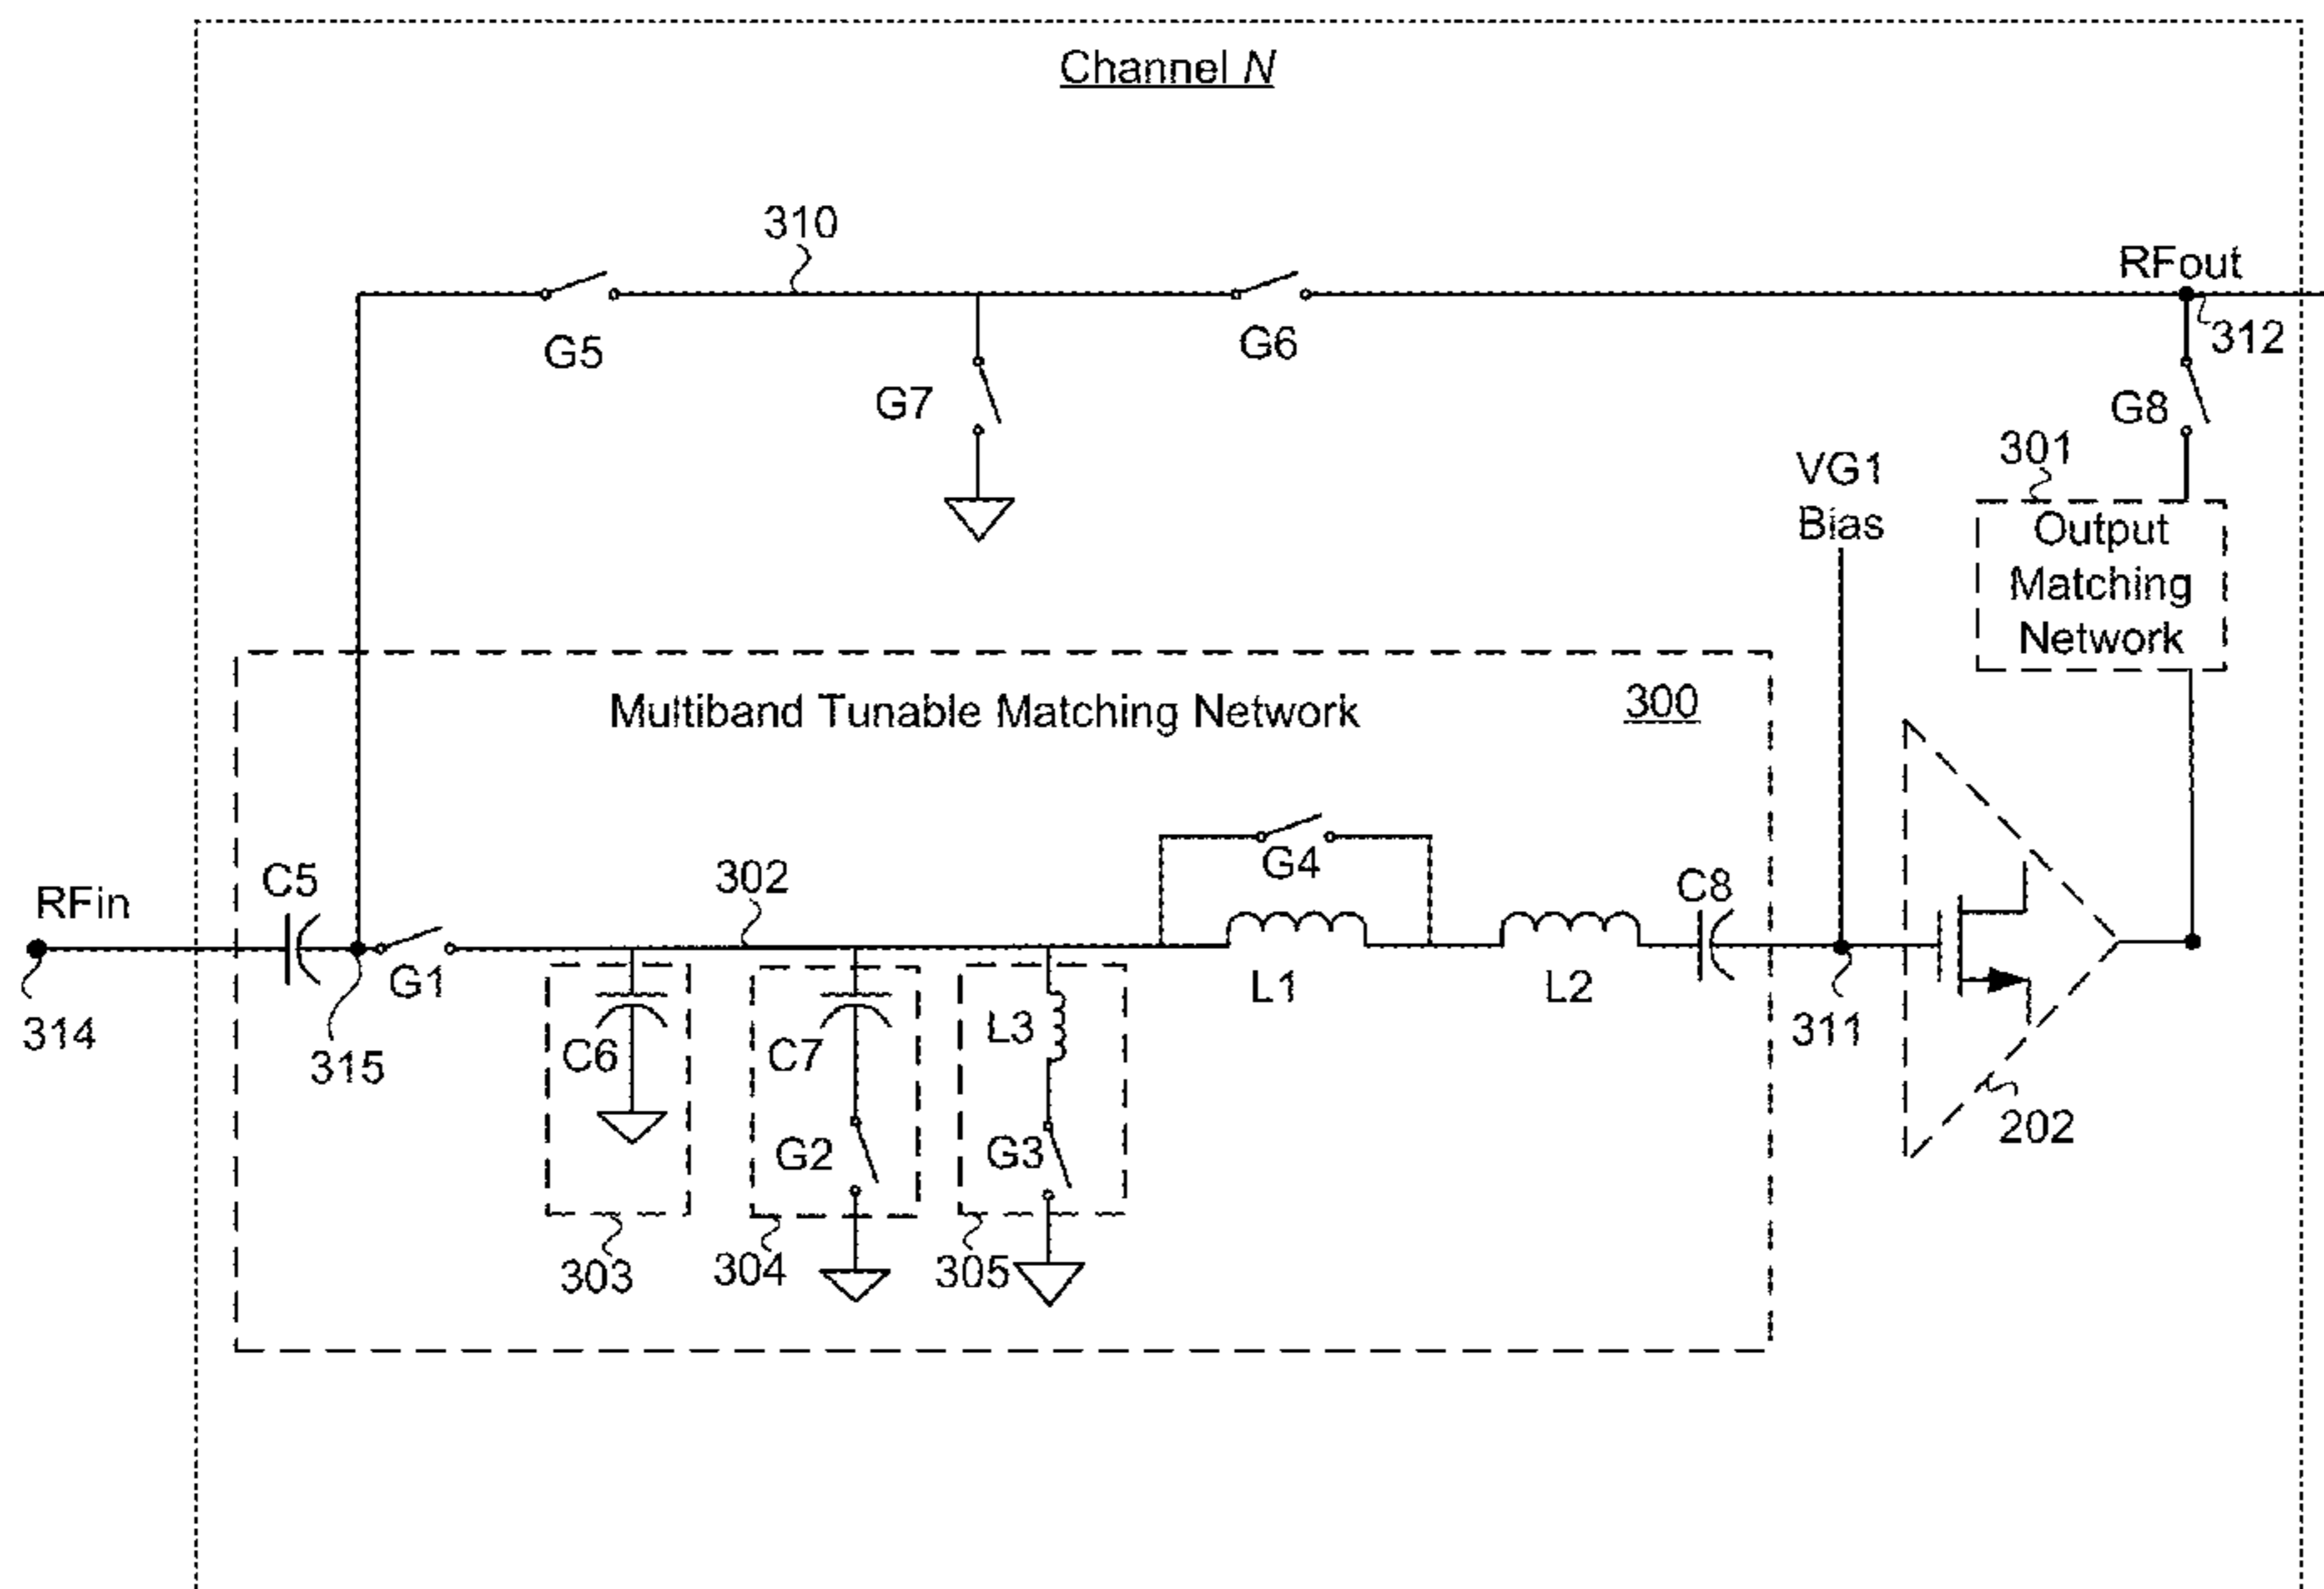 Channel N
310
RFout
G5
G6
312
G7
G8
301
VG1
Bias
Output
Matching
Network
Multiband Tunable Matching Network
300
G4
302
C5
C8
RFin
G1
L1
L2
314
315
C6
C7
L3
311
G2
G3
202
303
304
305